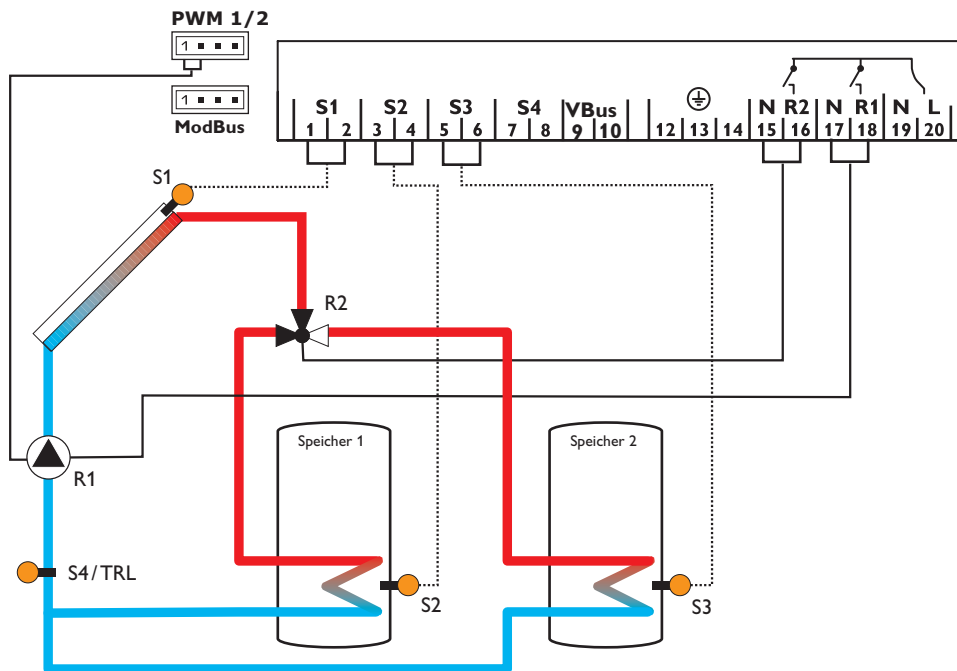 PWM 1/2
1
1
ModBus
S1 S2 S3 S4 VBus N R2 N R1 N L
1 2 3 4 5 6 7 8 9 10 12 13 14 15 16 17 18 19 20
S1
R2
Speicher 1
Speicher 2
R1
S4/TRL
S2
S3